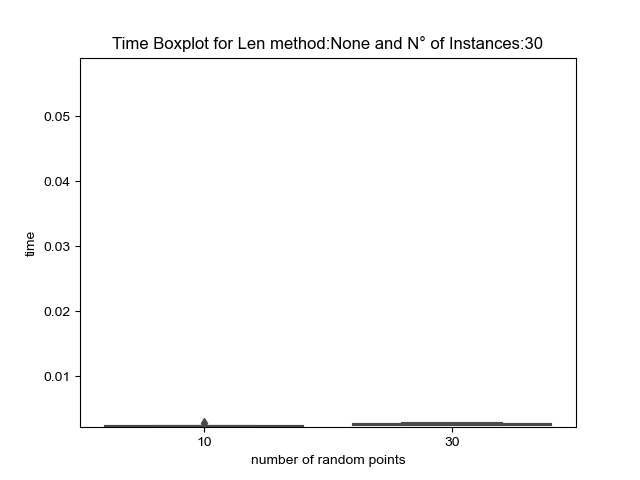 Time Boxplot for Len method:None and N° of Instances:30
0.05
0.04
0.03
0.02
0.01
time
10 30
number of random points